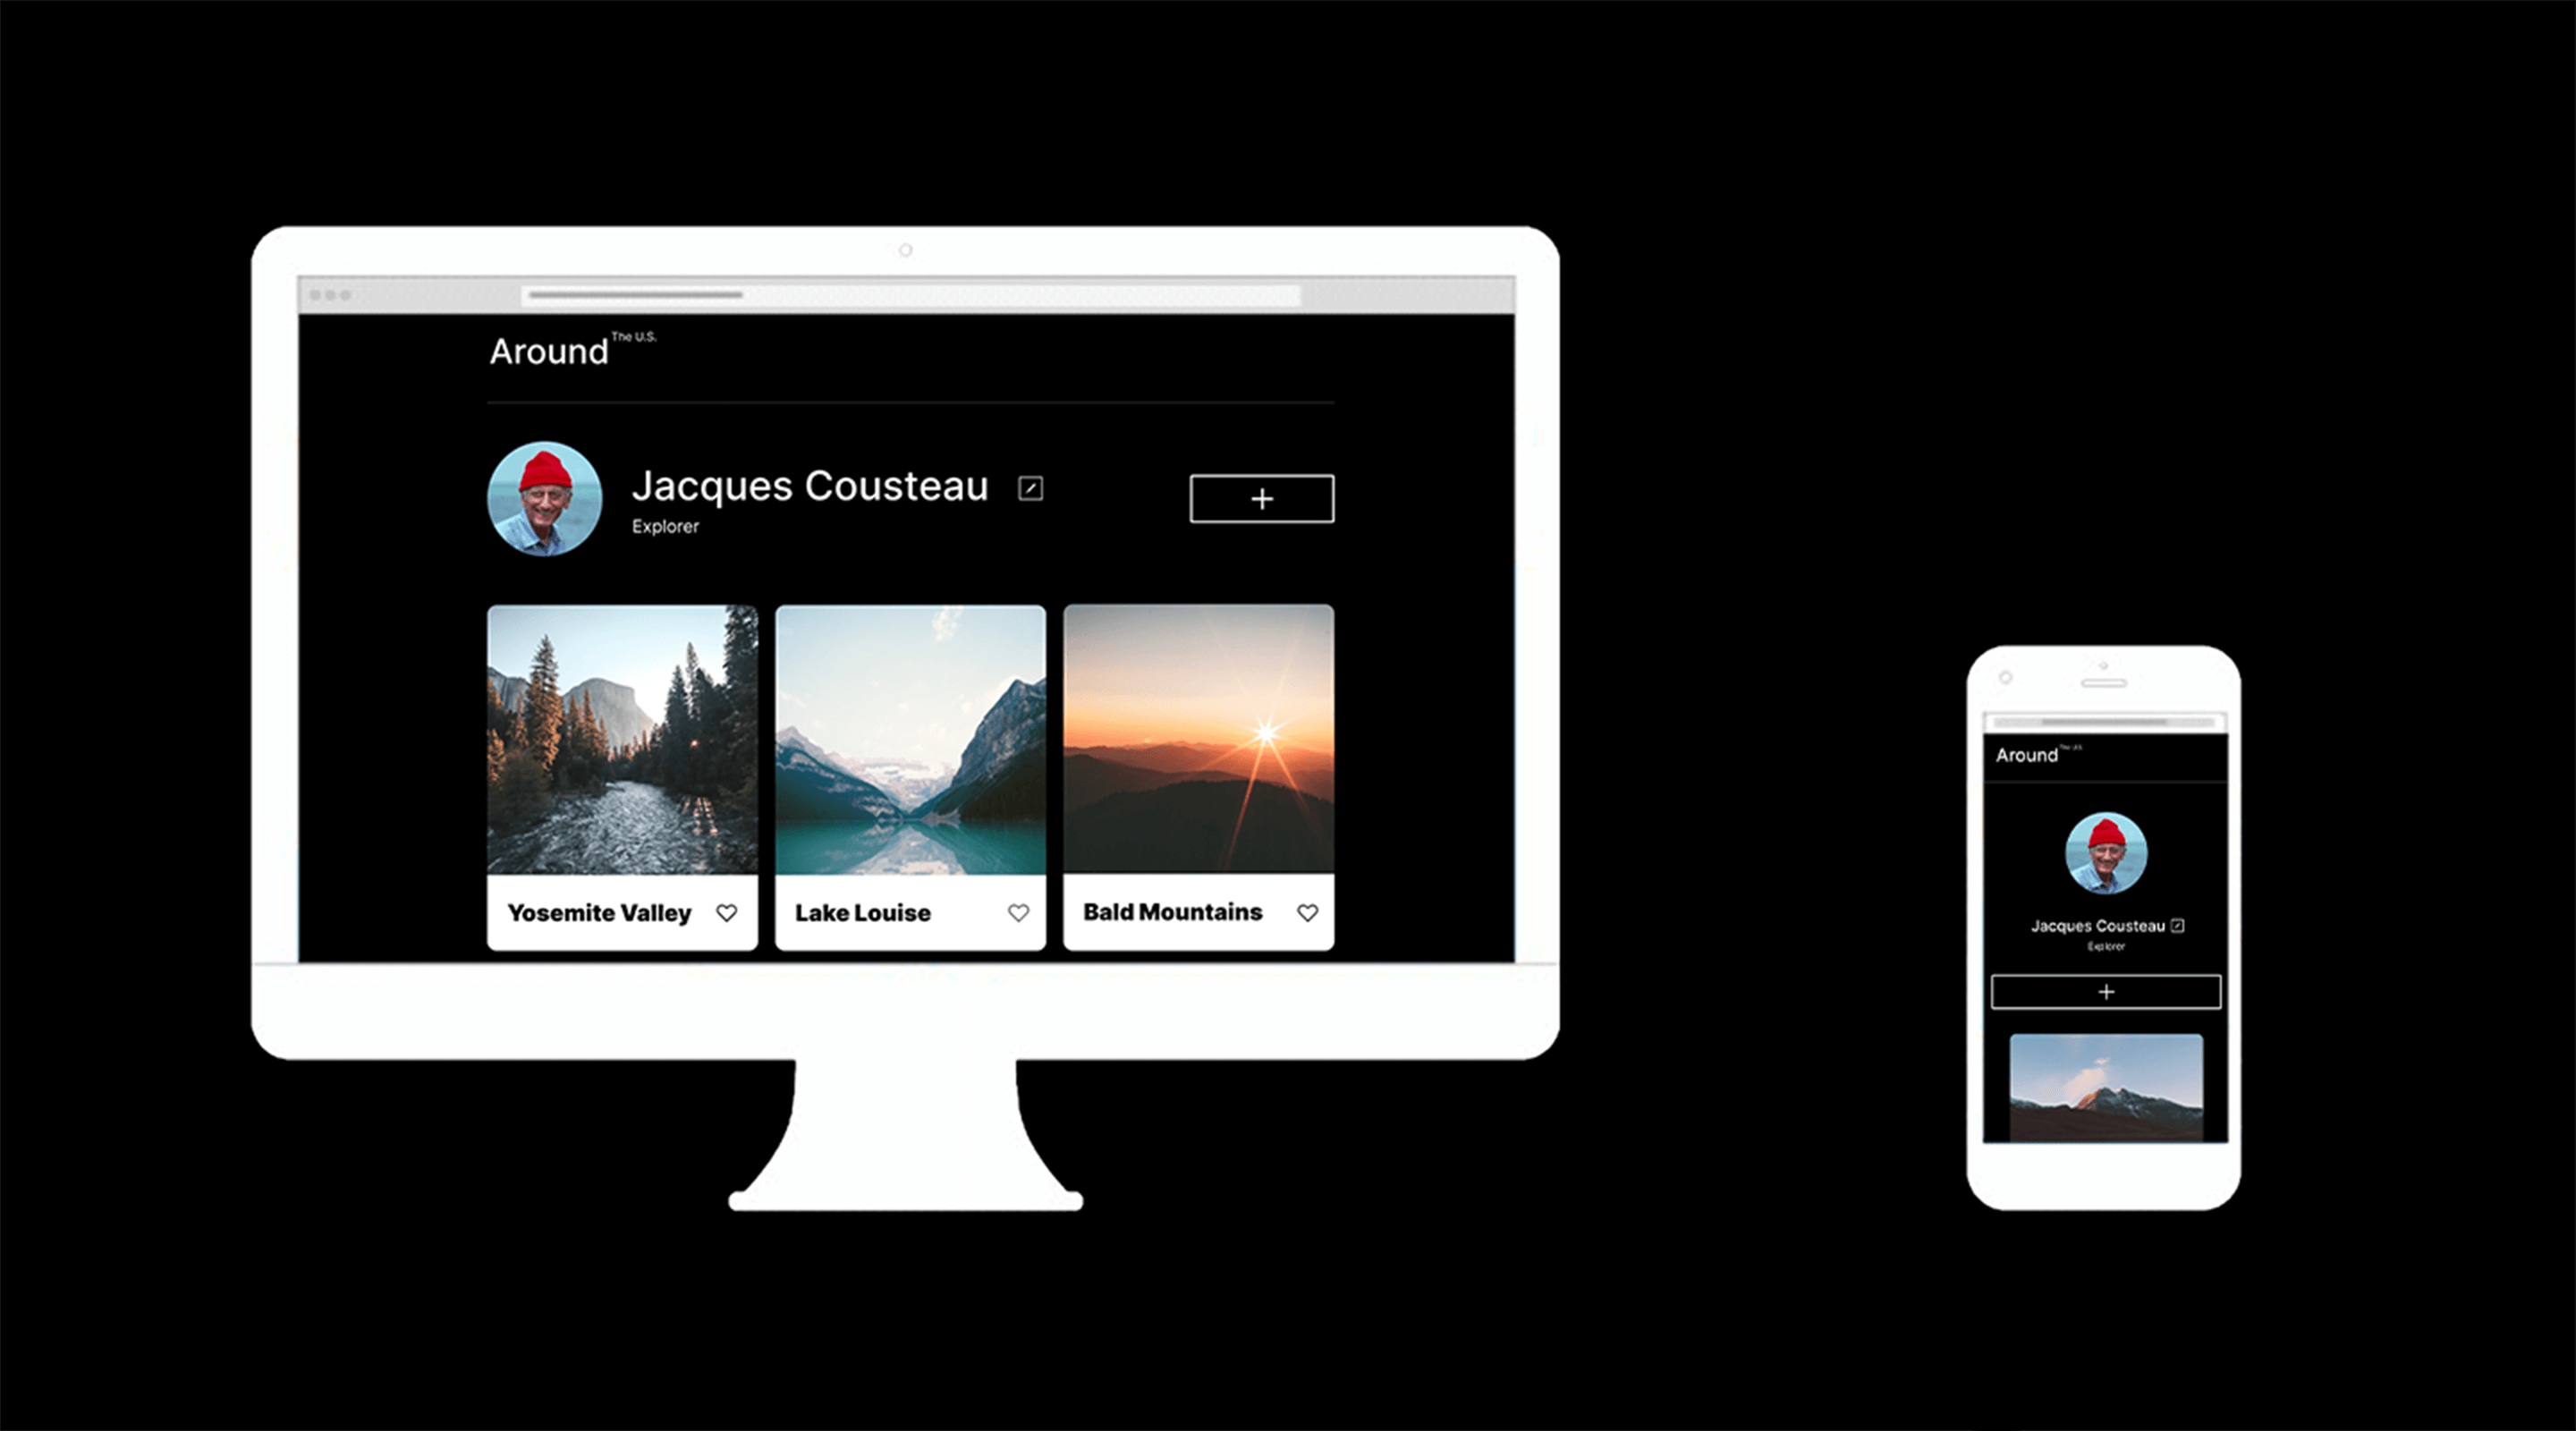 Around The U.S.
Jacques Cousteau
Explorer
+
Yosemite Valley
Lake Louise
Bald Mountains
Around The U.S.
Jacques Cousteau
Explorer
+